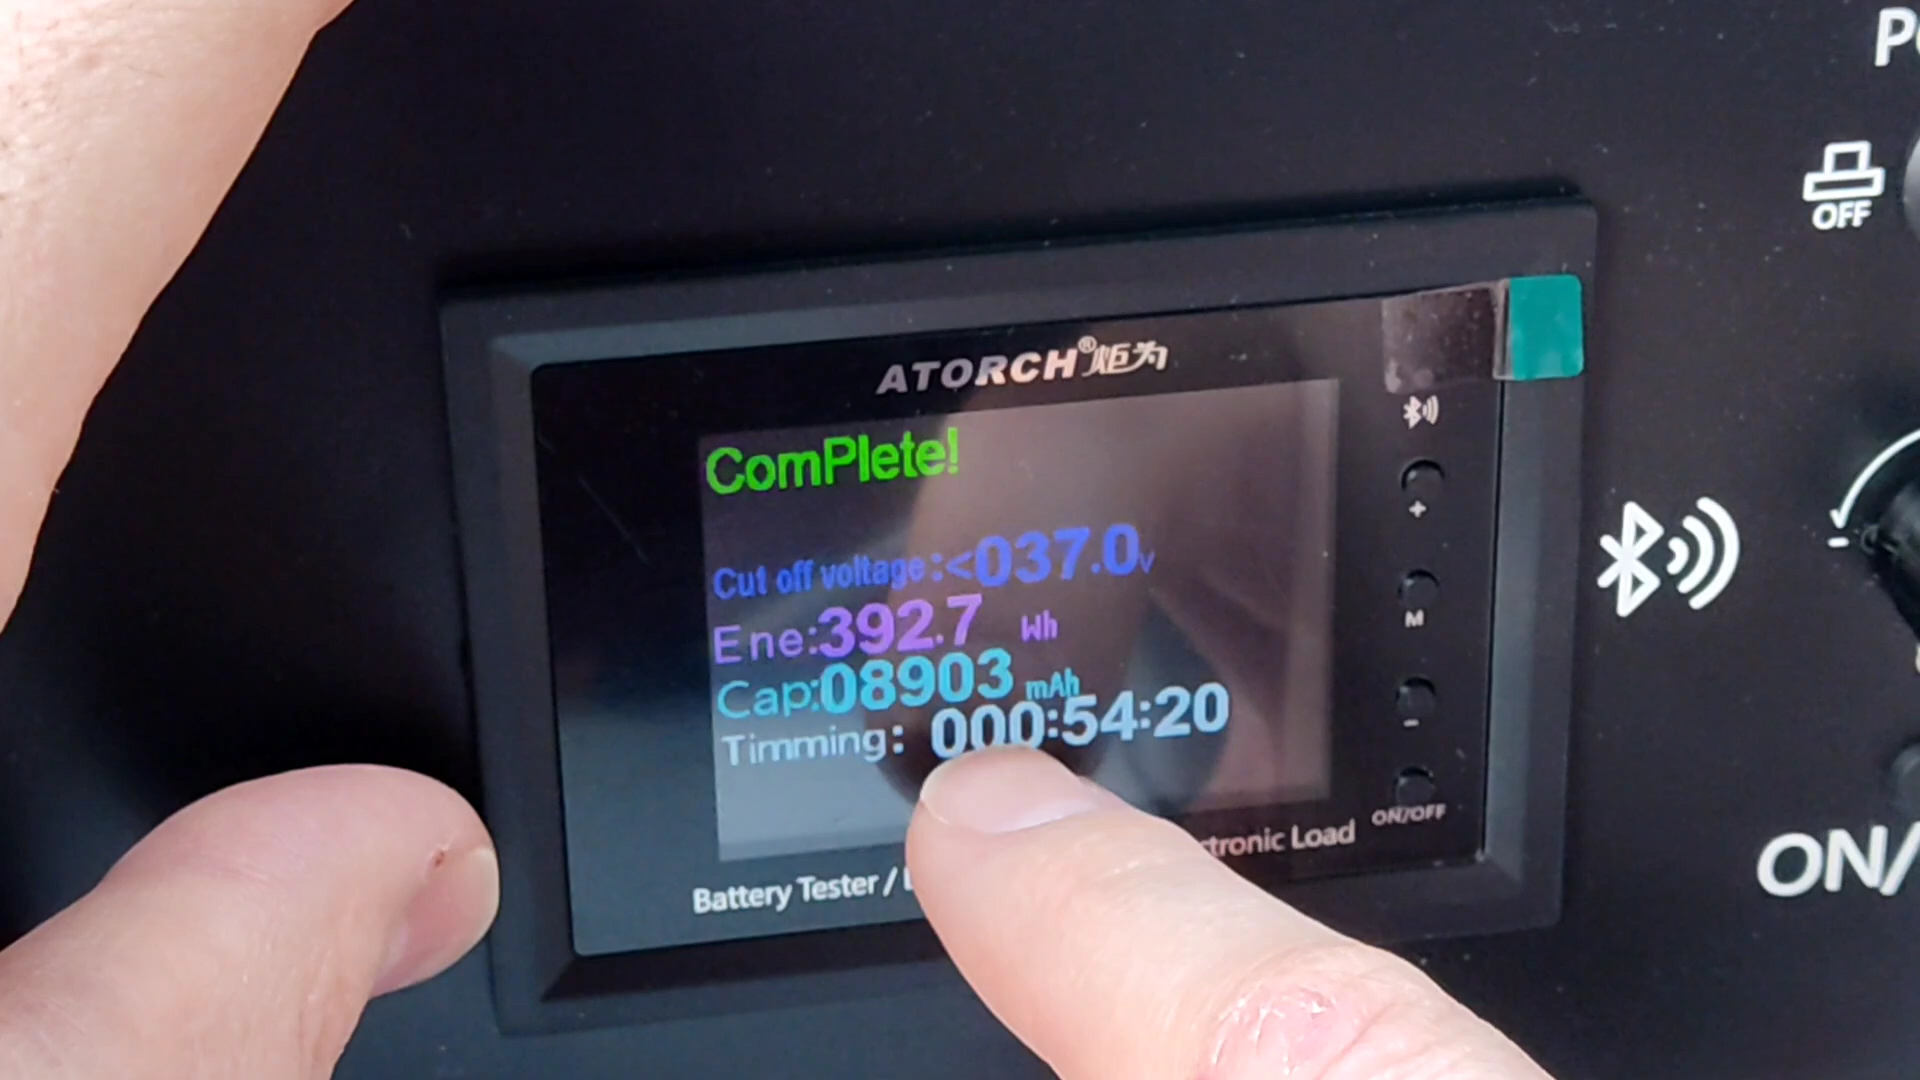 P
OFF
ATORCH®炬为
ComPlete!
Cut off voltage:<037.0V
Ene:392.7 Wh
Cap:08903 mAh
Timming: 000:54:20
+
M
-
ON/OFF
Battery Tester /
ctronic Load
-
ON/